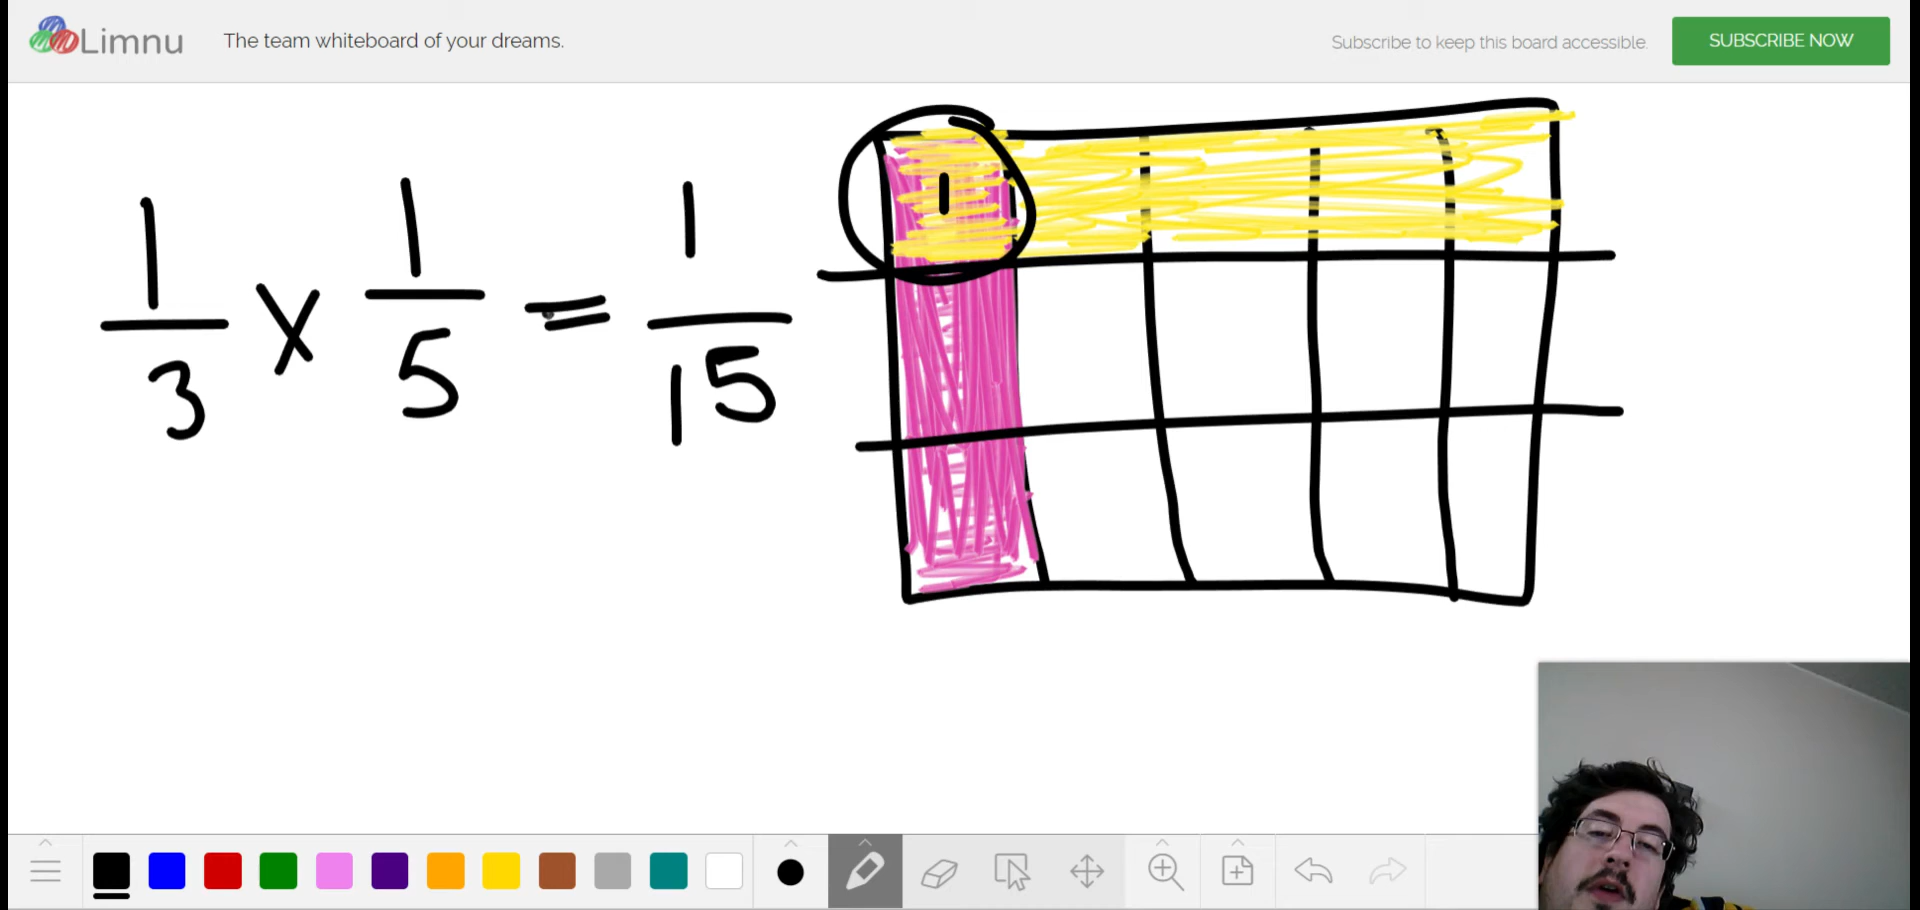 Limnu The team whiteboard of your dreams. Subscribe to keep this board accessible. SUBSCRIBE NOW
1/3 x 1/5 = 1/15
1